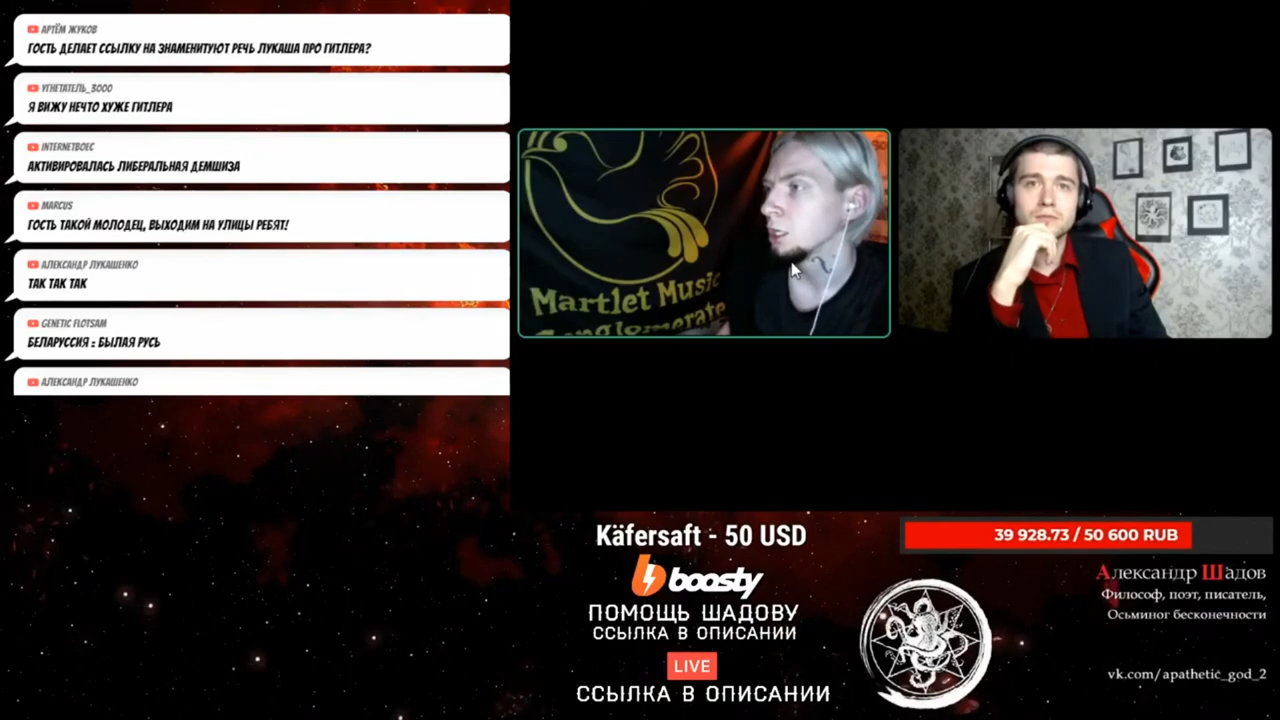 АРТЁМ ЖУКОВ
ГОСТЬ ДЕЛАЕТ ССЫЛКУ НА ЗНАМЕНИТУЮТ РЕЧЬ ЛУКАША ПРО ГИТЛЕРА?
УГНЕТАТЕЛЬ_3000
Я ВИЖУ НЕЧТО ХУЖЕ ГИТЛЕРА
INTERNETBOEC
АКТИВИРОВАЛАСЬ ЛИБЕРАЛЬНАЯ ДЕМШИЗА
MARCUS
ГОСТЬ ТАКОЙ МОЛОДЕЦ, ВЫХОДИМ НА УЛИЦЫ РЕБЯТ!
АЛЕКСАНДР ЛУКАШЕНКО
ТАК ТАК ТАК
GENETIC FLOTSAM
БЕЛАРУССИЯ = БЫЛАЯ РУСЬ
АЛЕКСАНДР ЛУКАШЕНКО
Martlet Music
Conglomerate
Käfersaft - 50 USD
boosty
ПОМОЩЬ ШАДОВУ
ССЫЛКА В ОПИСАНИИ
LIVE
ССЫЛКА В ОПИСАНИИ
39 928.73 / 50 600 RUB
Александр Шадов
Философ, поэт, писатель,
Осьминог бесконечности
vk.com/apathetic_god_2